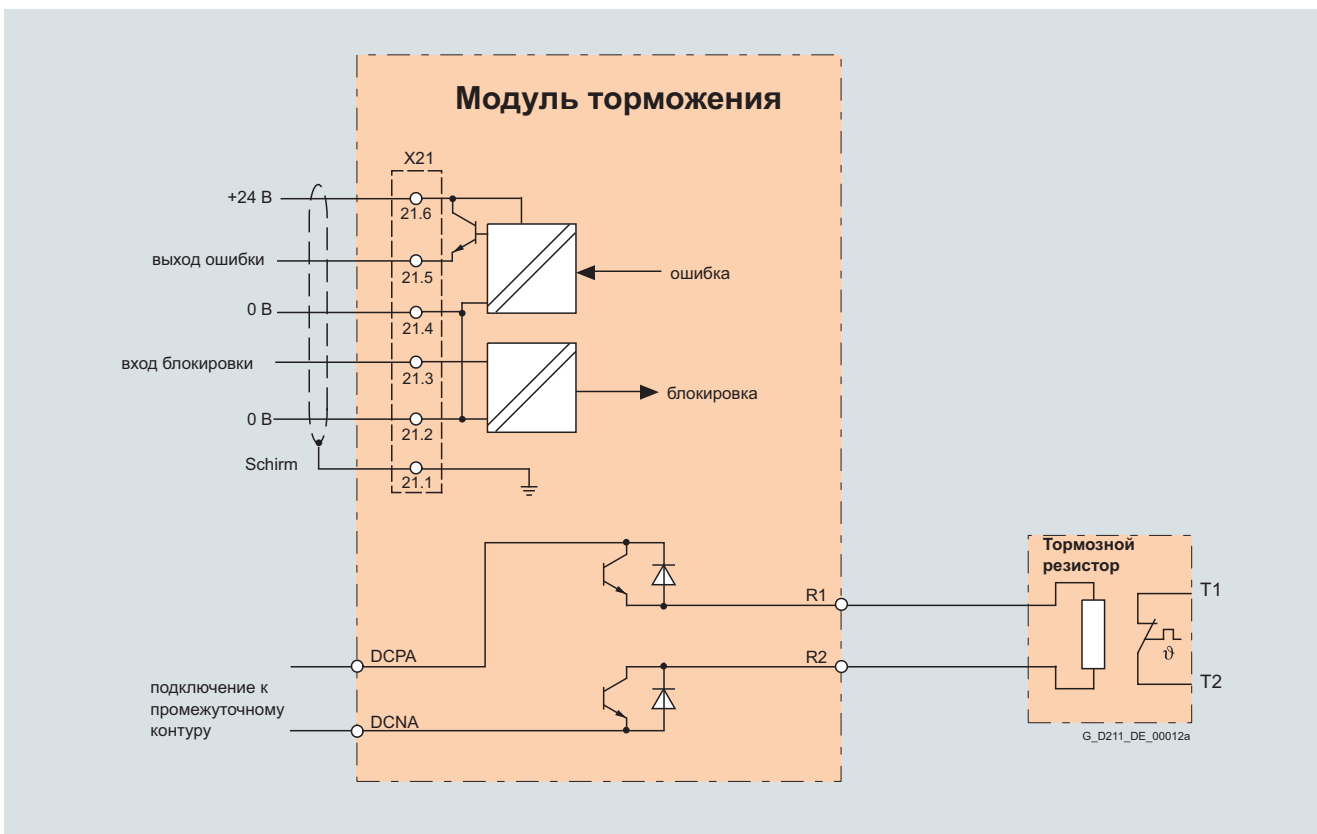 Модуль торможения
X21
+24 В
21.6
выход ошибки
21.5
ошибка
0 В
21.4
вход блокировки
21.3
блокировка
0 В
21.2
Schirm
21.1
Тормозной
резистор
R1
T1
DCPA
R2
ϑ
T2
подключение к
промежуточному
контуру
DCNA
G_D211_DE_00012a